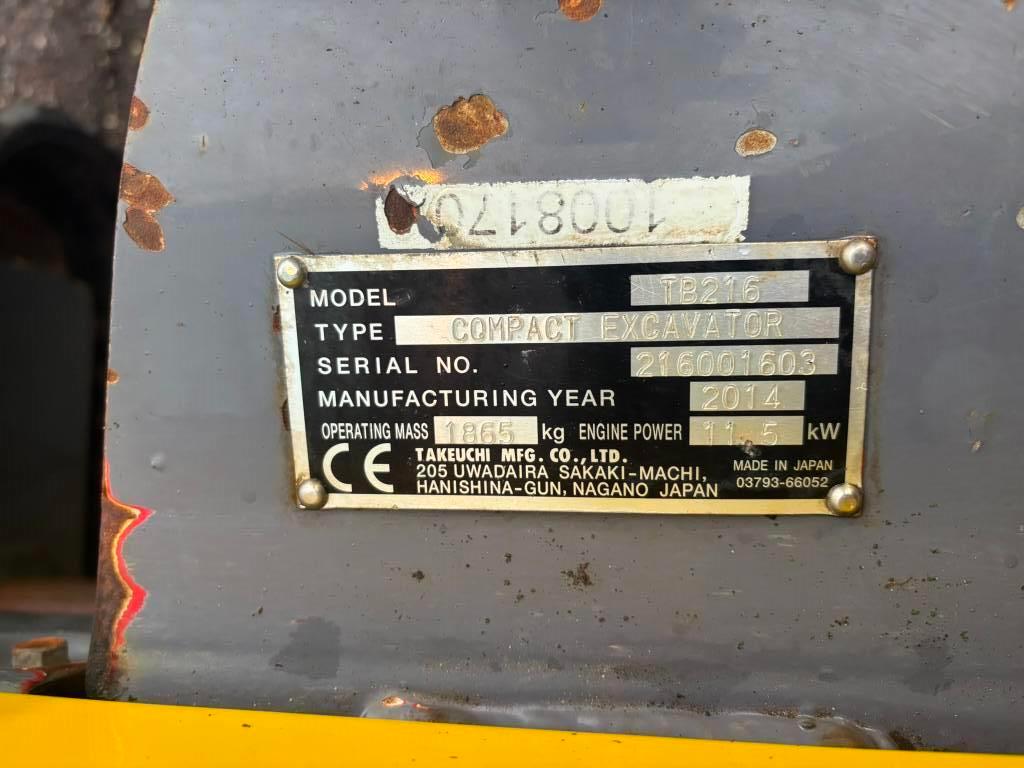 1008170
MODEL TB216
TYPE COMPACT EXCAVATOR
SERIAL NO. 216001603
MANUFACTURING YEAR 2014
OPERATING MASS 1865 kg ENGINE POWER 11.5 kW
CE TAKEUCHI MFG. CO., LTD.
205 UWADAIRA SAKAKI-MACHI, MADE IN JAPAN
HANISHINA-GUN, NAGANO JAPAN 03793-66052